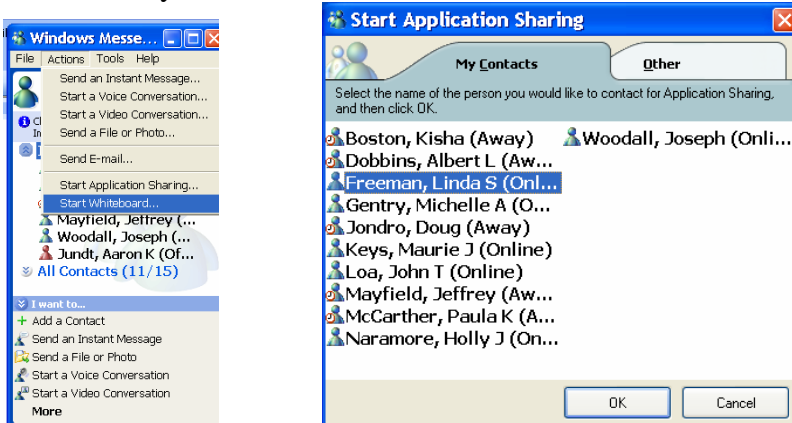 Windows Messe...
File Actions Tools Help
Send an Instant Message...
Start a Voice Conversation...
Start a Video Conversation...
Send a File or Photo...
Send E-mail...
Start Application Sharing...
Start Whiteboard...
Mayfield, Jeffrey (...
Woodall, Joseph (...
Jundt, Aaron K (Of...
All Contacts (11/15)
I want to...
Add a Contact
Send an Instant Message
Send a File or Photo
Start a Voice Conversation
Start a Video Conversation
More
Start Application Sharing
My Contacts
Other
Select the name of the person you would like to contact for Application Sharing,
and then click OK.
Boston, Kisha (Away)
Dobbins, Albert L (Aw...
Freeman, Linda S (Onl...
Gentry, Michelle A (O...
Jondro, Doug (Away)
Keys, Maurie J (Online)
Loa, John T (Online)
Mayfield, Jeffrey (Aw...
McCarther, Paula K (A...
Naramore, Holly J (On...
Woodall, Joseph (Onli...
OK
Cancel